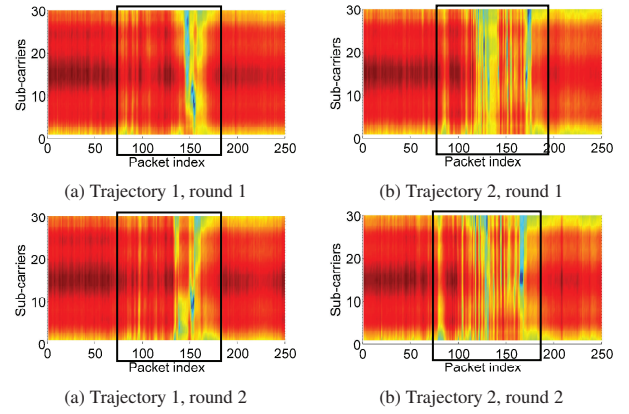 30
20
10
0
Sub-carriers
0 50 100 150 200 250
Packet index
(a) Trajectory 1, round 1
30
20
10
0
Sub-carriers
0 50 100 150 200 250
Packet index
(b) Trajectory 2, round 1
30
20
10
0
Sub-carriers
0 50 100 150 200 250
Packet index
(a) Trajectory 1, round 2
30
20
10
0
Sub-carriers
0 50 100 150 200 250
Packet index
(b) Trajectory 2, round 2